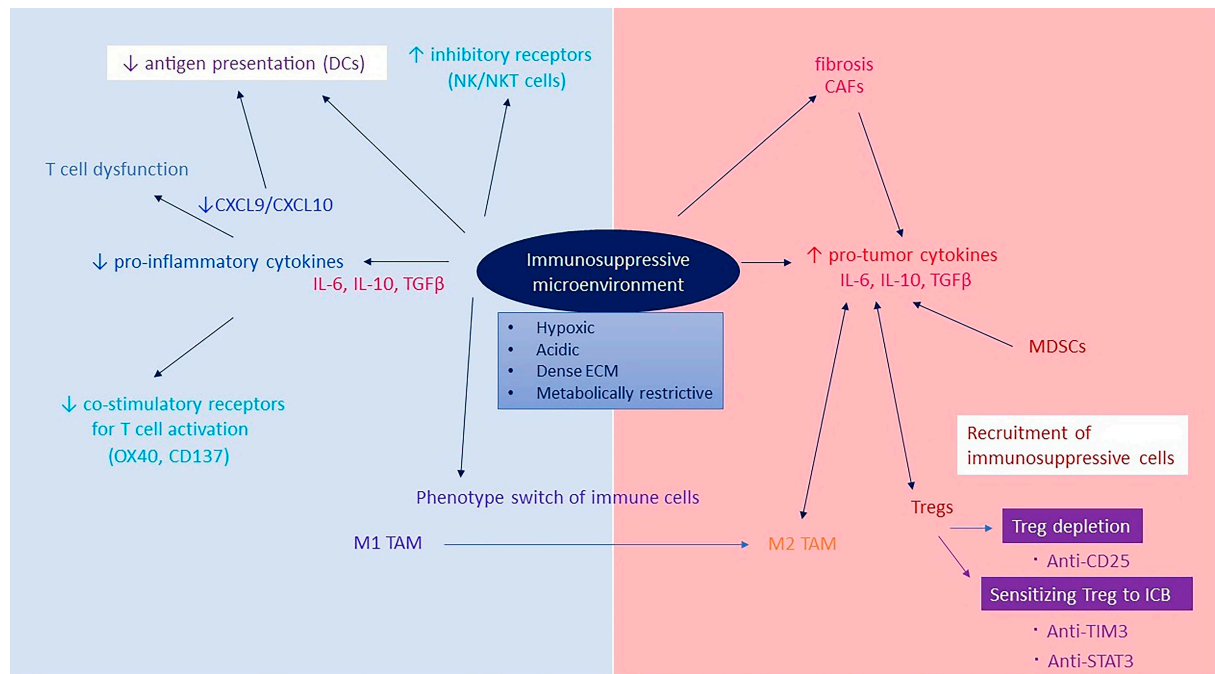 ↓ antigen presentation (DCs)
↑ inhibitory receptors
(NK/NKT cells)
fibrosis
CAFs
T cell dysfunction
↓CXCL9/CXCL10
↓ pro-inflammatory cytokines
IL-6, IL-10, TGFβ
Immunosuppressive
microenvironment
↑ pro-tumor cytokines
IL-6, IL-10, TGFβ
• Hypoxic
• Acidic
• Dense ECM
• Metabolically restrictive
MDSCs
↓ co-stimulatory receptors
for T cell activation
(OX40, CD137)
Recruitment of
immunosuppressive cells
Phenotype switch of immune cells
Tregs
M1 TAM
M2 TAM
Treg depletion
· Anti-CD25
Sensitizing Treg to ICB
· Anti-TIM3
· Anti-STAT3